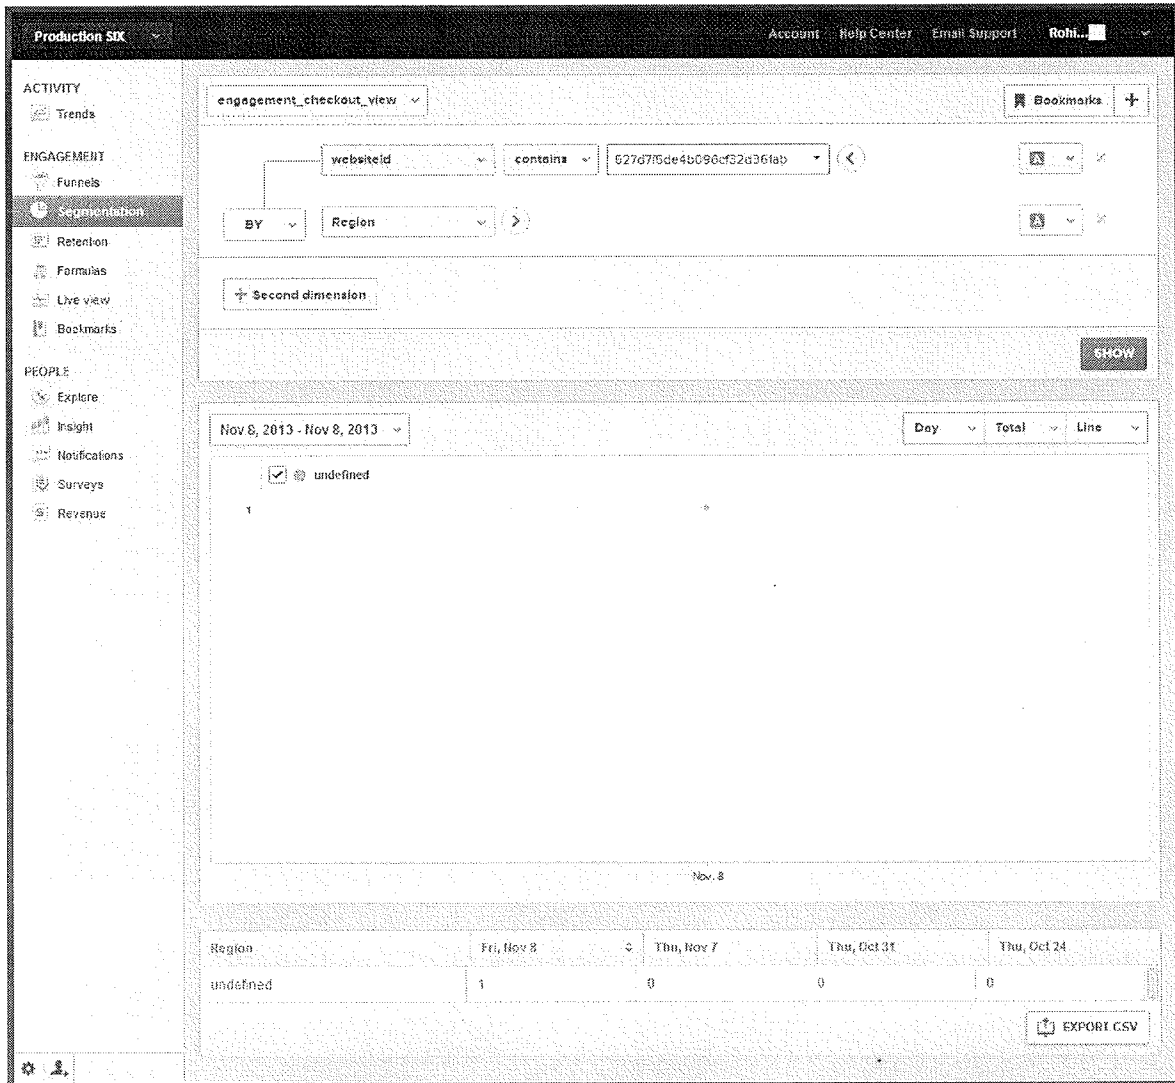 Production SIX
Account Help Center Email Support Rohi...
ACTIVITY
Trends
ENGAGEMENT
Funnels
Segmentation
Retention
Formulas
Live view
Bookmarks
PEOPLE
Explore
Insight
Notifications
Surveys
Revenue
engagement_checkout_view
Bookmarks
websiteId contains
A
BY Region
A
Second dimension
SHOW
Nov 8, 2013 - Nov 8, 2013
Day Total Line
undefined
1
Nov. 8
Region Fri, Nov 8 Thu, Nov 7 Thu, Oct 31 Thu, Oct 24
undefined 1 0 0 0
EXPORT CSV